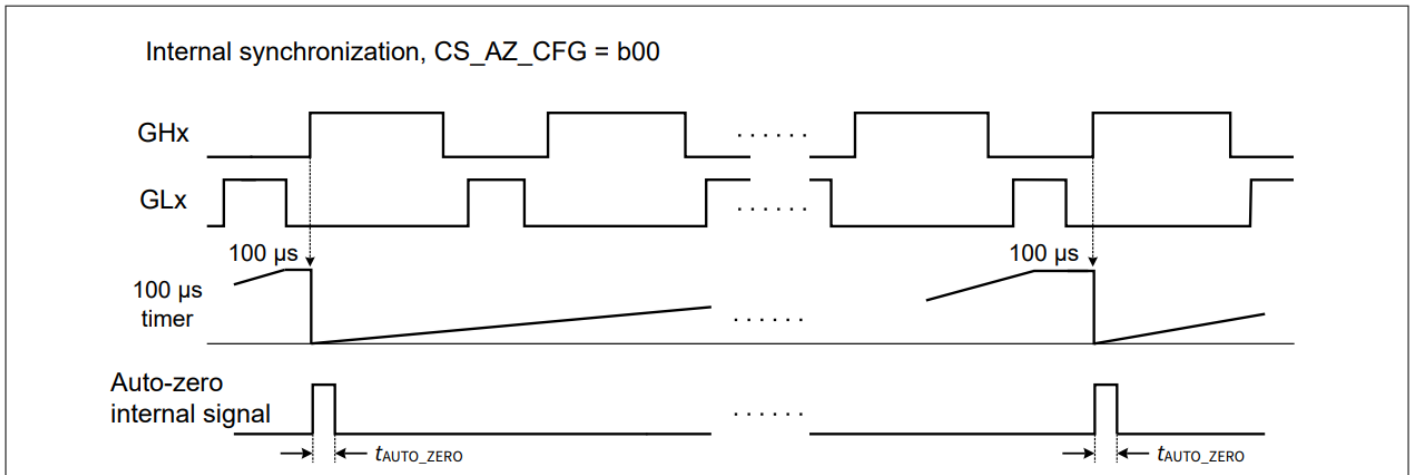 Internal synchronization, CS_AZ_CFG = b00
GHx
......
GLx
......
100 µs
100 µs
100 µs
timer
......
Auto-zero
internal signal
......
tAUTO_ZERO
tAUTO_ZERO